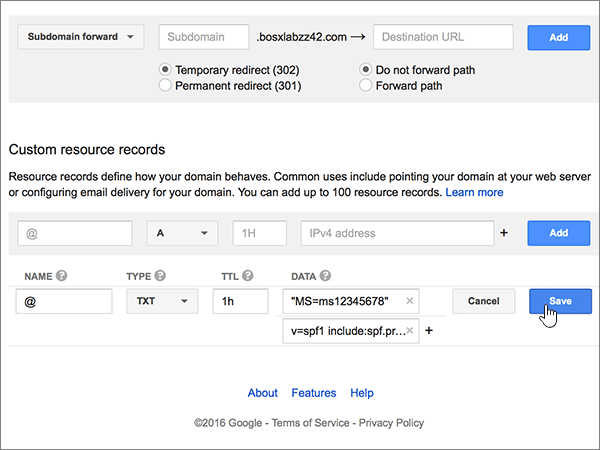 Subdomain forward Subdomain .bosxlabzz42.com → Destination URL Add
Temporary redirect (302) Do not forward path
Permanent redirect (301) Forward path
Custom resource records
Resource records define how your domain behaves. Common uses include pointing your domain at your web server
or configuring email delivery for your domain. You can add up to 100 resource records. Learn more
@ A 1H IPv4 address + Add
NAME ? TYPE ? TTL ? DATA ?
@ TXT 1h "MS=ms12345678" × Cancel Save
v=spf1 include:spf.pr... × +
About Features Help
©2016 Google - Terms of Service - Privacy Policy